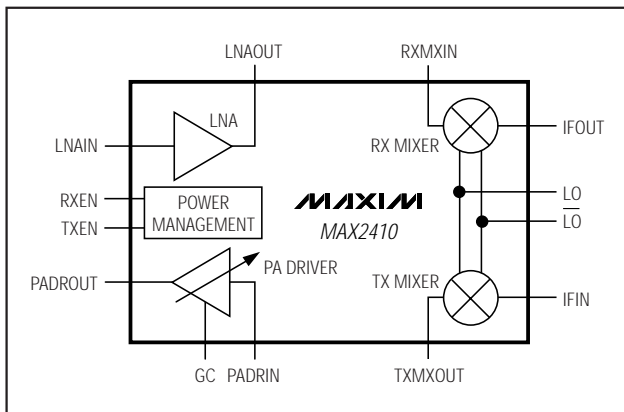 LNAOUT
RXMXIN
LNA
LNAIN
RX MIXER
IFOUT
RXEN
TXEN
POWER
MANAGEMENT
MAXIM
MAX2410
LO
L̅O̅
PADROUT
PA DRIVER
TX MIXER
IFIN
GC
PADRIN
TXMXOUT